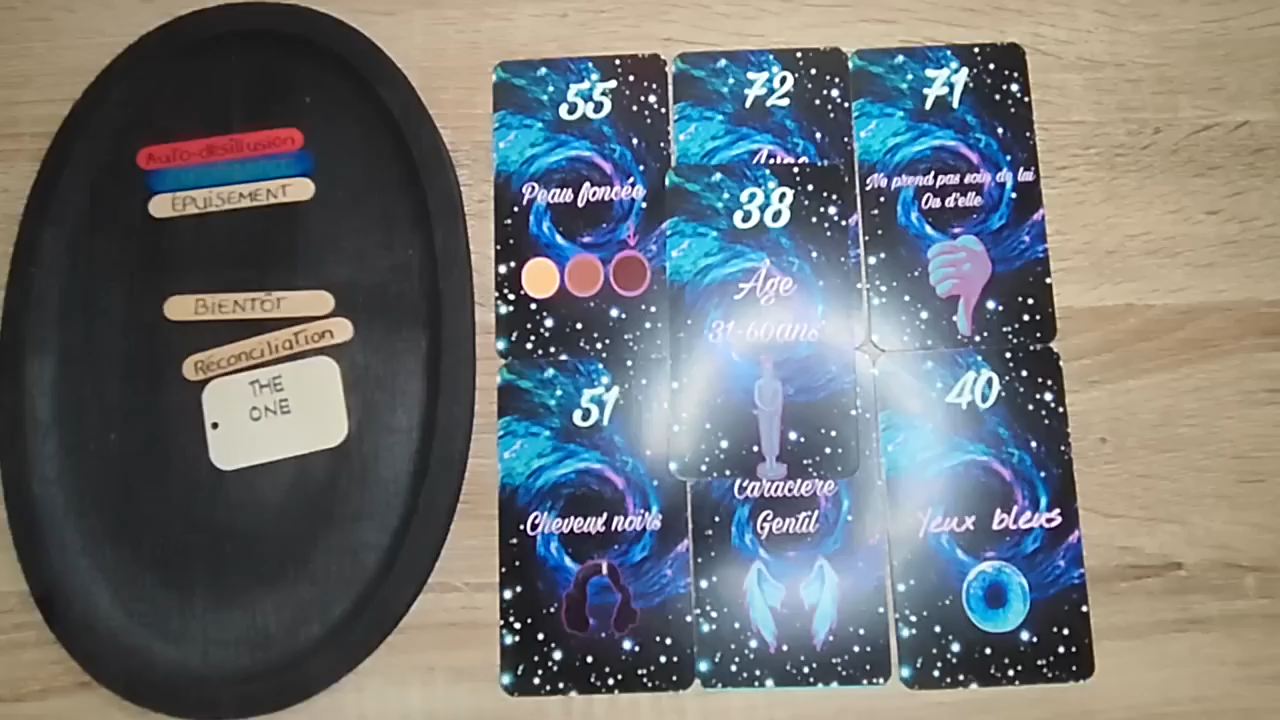 Auto-désillusion
EPUISEMENT
BIENTÔT
Réconciliation
THE
ONE
55
Peau foncée
72
38
Âge
31-60ans
71
Ne prend pas soin de lui
Ou d'elle
51
Cheveux noirs
Caractere
Gentil
40
Yeux bleus